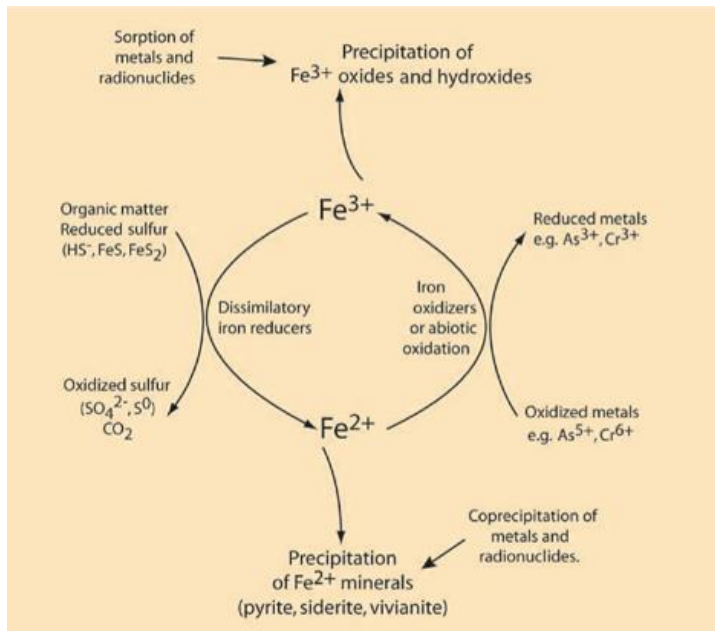 Sorption of
metals and
radionuclides
Precipitation of
Fe3+ oxides and hydroxides
Fe3+
Organic matter
Reduced sulfur
(HS-, FeS, FeS2)
Reduced metals
e.g. As3+, Cr3+
Dissimilatory
iron reducers
Iron
oxidizers
or abiotic
oxidation
Oxidized sulfur
(SO4 2-, S0)
CO2
Fe2+
Oxidized metals
e.g. As5+, Cr6+
Coprecipitation of
metals and
radionuclides.
Precipitation
of Fe2+ minerals
(pyrite, siderite, vivianite)